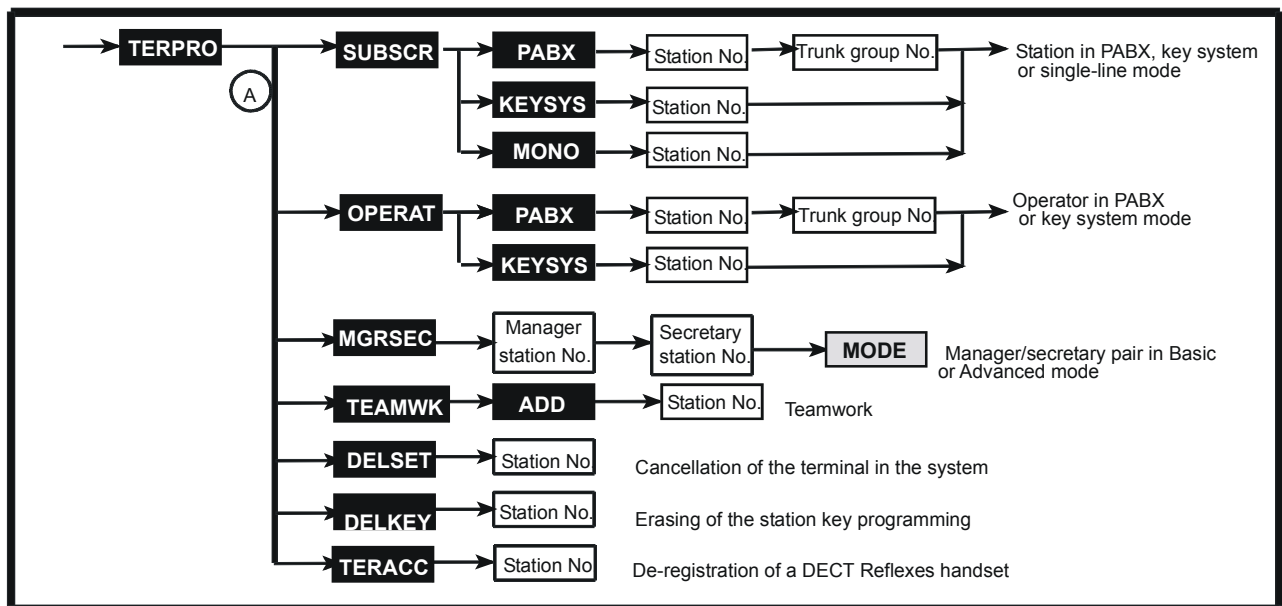 TERPRO
SUBSCR
PABX
Station No.
Trunk group No.
Station in PABX, key system
or single-line mode
A
KEYSYS
Station No.
MONO
Station No.
OPERAT
PABX
Station No.
Trunk group No.
Operator in PABX
or key system mode
KEYSYS
Station No.
MGRSEC
Manager
station No.
Secretary
station No.
MODE
Manager/secretary pair in Basic
or Advanced mode
TEAMWK
ADD
Station No.
Teamwork
DELSET
Station No.
Cancellation of the terminal in the system
DELKEY
Station No.
Erasing of the station key programming
TERACC
Station No.
De-registration of a DECT Reflexes handset